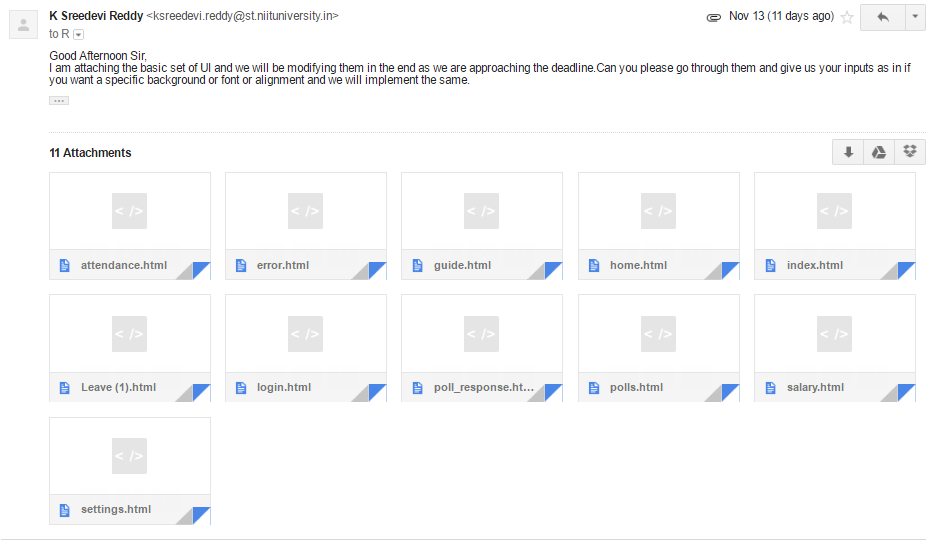 K Sreedevi Reddy <ksreedevi.reddy@st.niituniversity.in>
Nov 13 (11 days ago)
to R
Good Afternoon Sir,
I am attaching the basic set of UI and we will be modifying them in the end as we are approaching the deadline.Can you please go through them and give us your inputs as in if
you want a specific background or font or alignment and we will implement the same.
11 Attachments
< /> < /> < /> < /> < />
attendance.html error.html guide.html home.html index.html
< /> < /> < /> < /> < />
Leave (1).html login.html poll_response.ht... polls.html salary.html
< />
settings.html